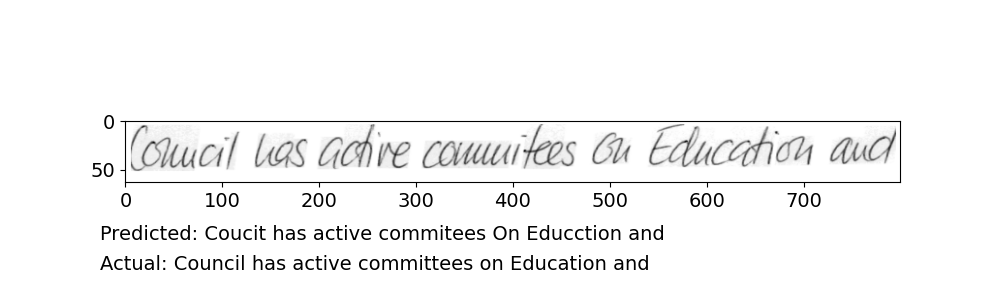 0
Council has active commitees on Education and
50
0 100 200 300 400 500 600 700
Predicted: Coucit has active commitees On Educction and
Actual: Council has active committees on Education and